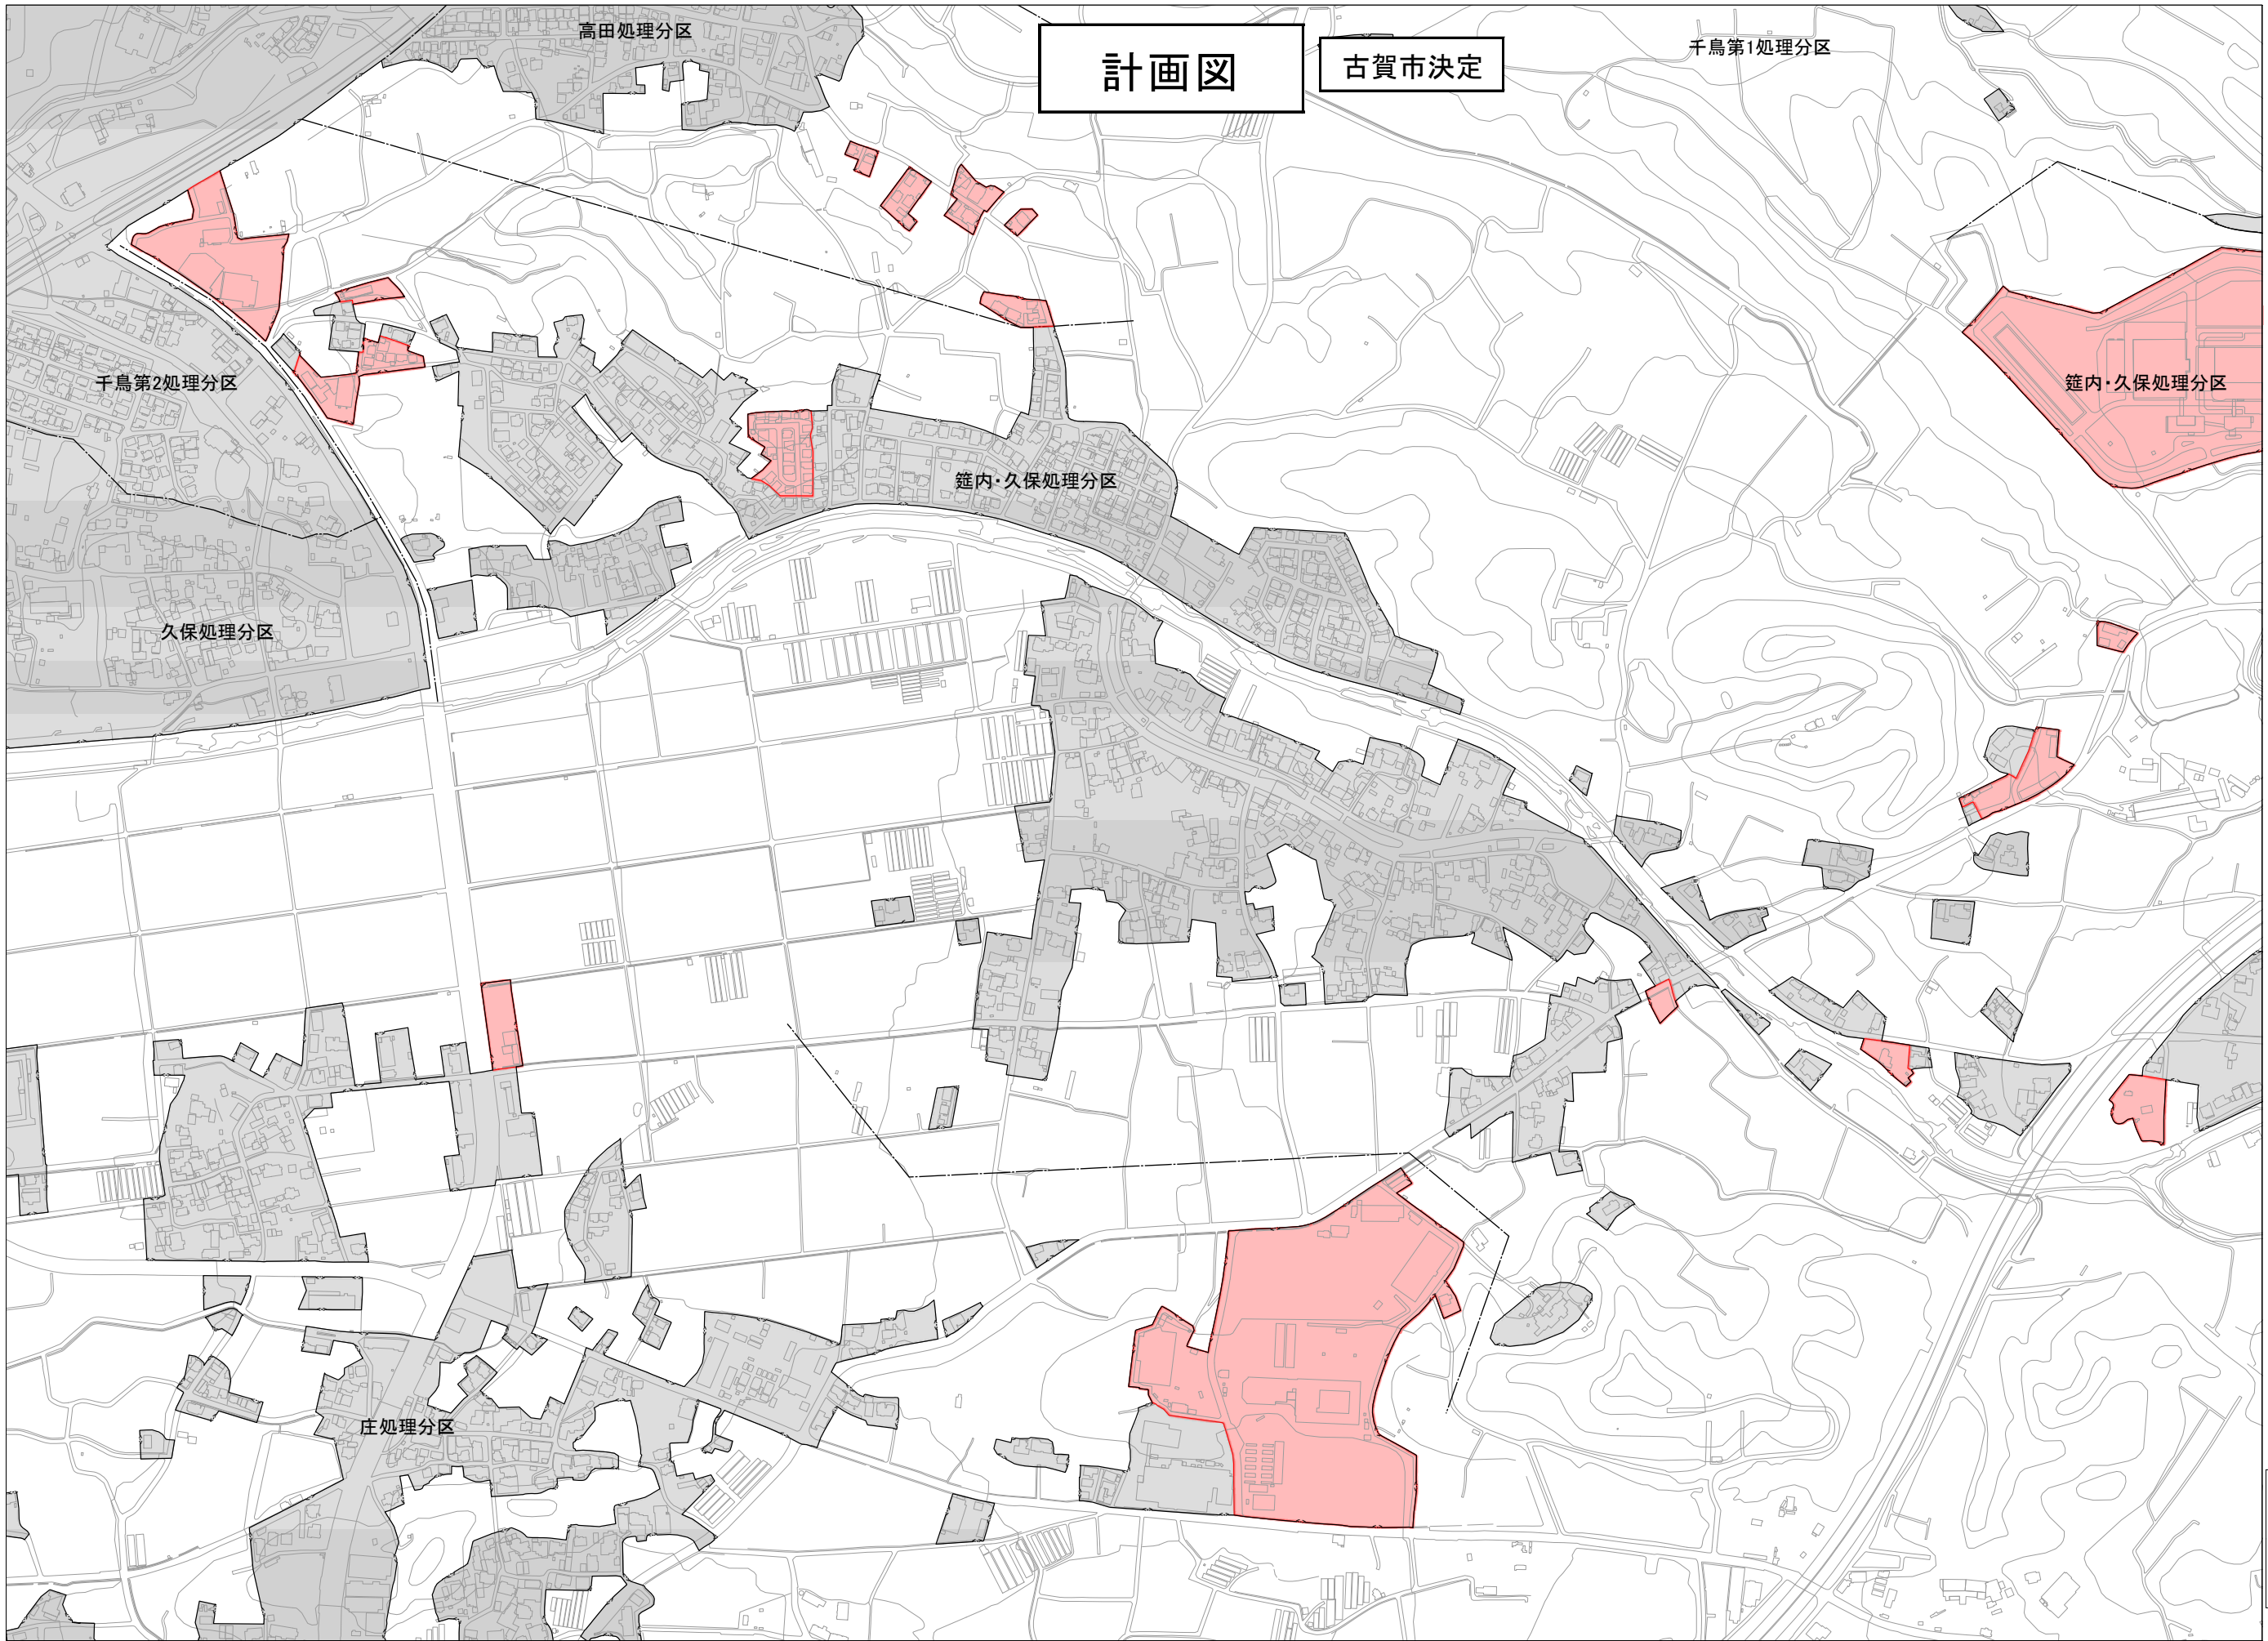 高田処理分区
計画図
古賀市決定
千鳥第1処理分区
千鳥第2処理分区
筵内・久保処理分区
筵内・久保処理分区
久保処理分区
庄処理分区